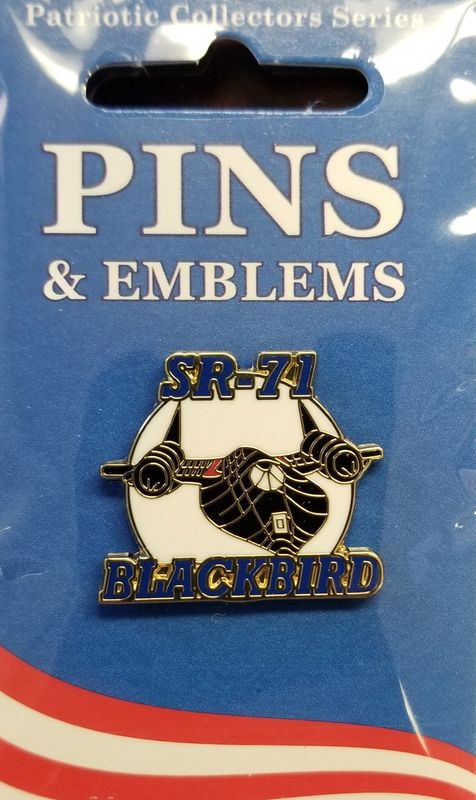 Patriotic Collectors Series
PINS
& EMBLEMS
SR-71
BLACKBIRD